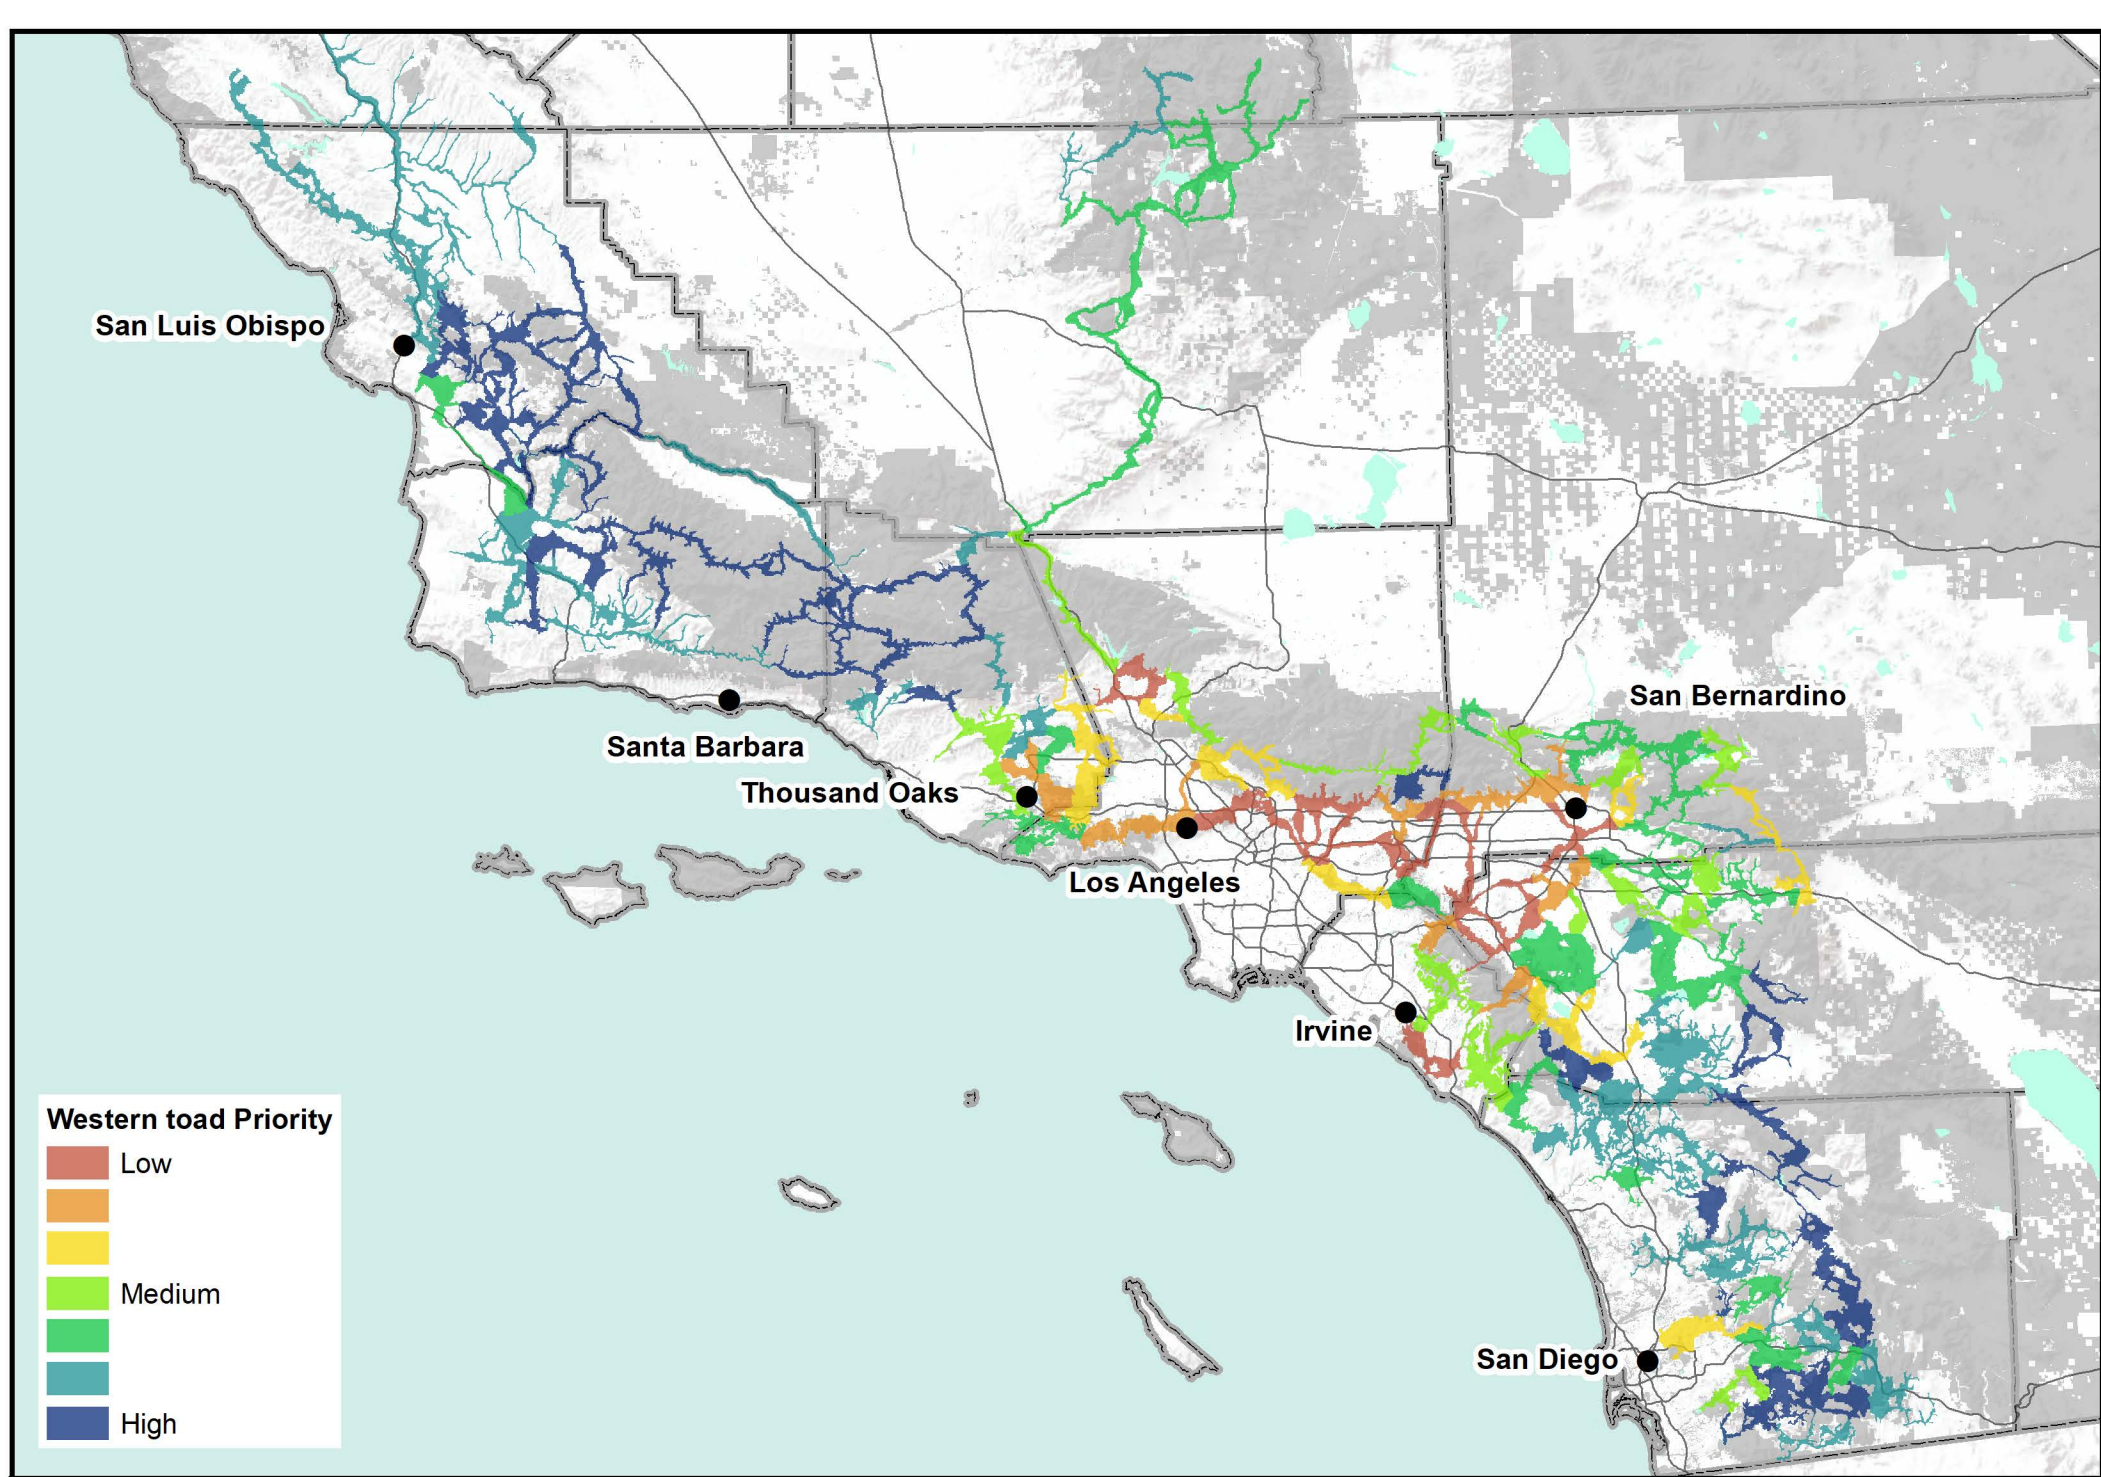 San Luis Obispo
San Bernardino
Santa Barbara
Thousand Oaks
Los Angeles
Irvine
Western toad Priority
Low
Medium
San Diego
High